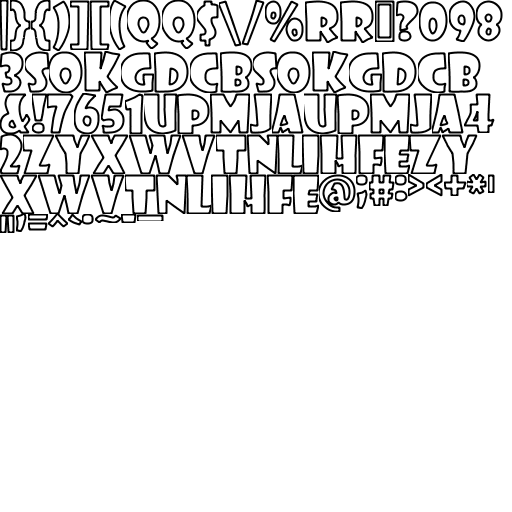 |}{)][(QQ$\/%RR▯?098
3SOKGDCBSOKGDCB
&!7651UPMJAUPMJA4
2ZYXWVTNLIHFEZY
XWVTNLIHFE@;#:><+*!
",=^`-~_